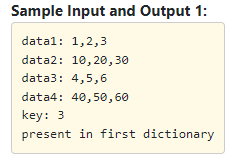 Sample Input and Output 1:
data1: 1,2,3
data2: 10,20,30
data3: 4,5,6
data4: 40,50,60
key: 3
present in first dictionary